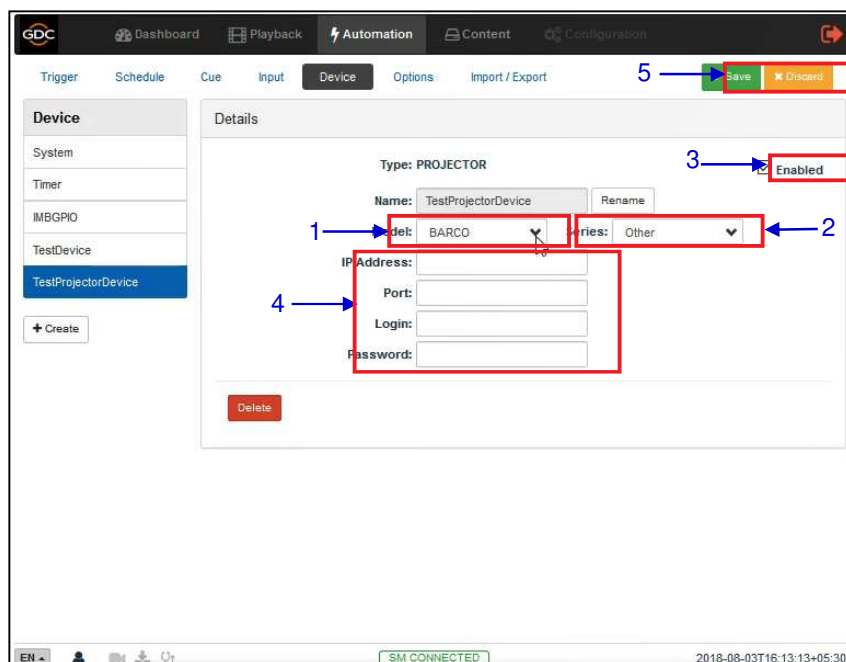 GDC Dashboard Playback Automation Content Configuration
Trigger Schedule Cue Input Device Options Import / Export 5 Save Discard
Device
Details
System
Timer
IMBGPIO
TestDevice
TestProjectorDevice
Create
Type: PROJECTOR
3 Enabled
Name: TestProjectorDevice Rename
1 del: BARCO Series: Other 2
IP Address:
4
Port:
Login:
Password:
Delete
EN SM CONNECTED 2018-08-03T16:13:13+05:30